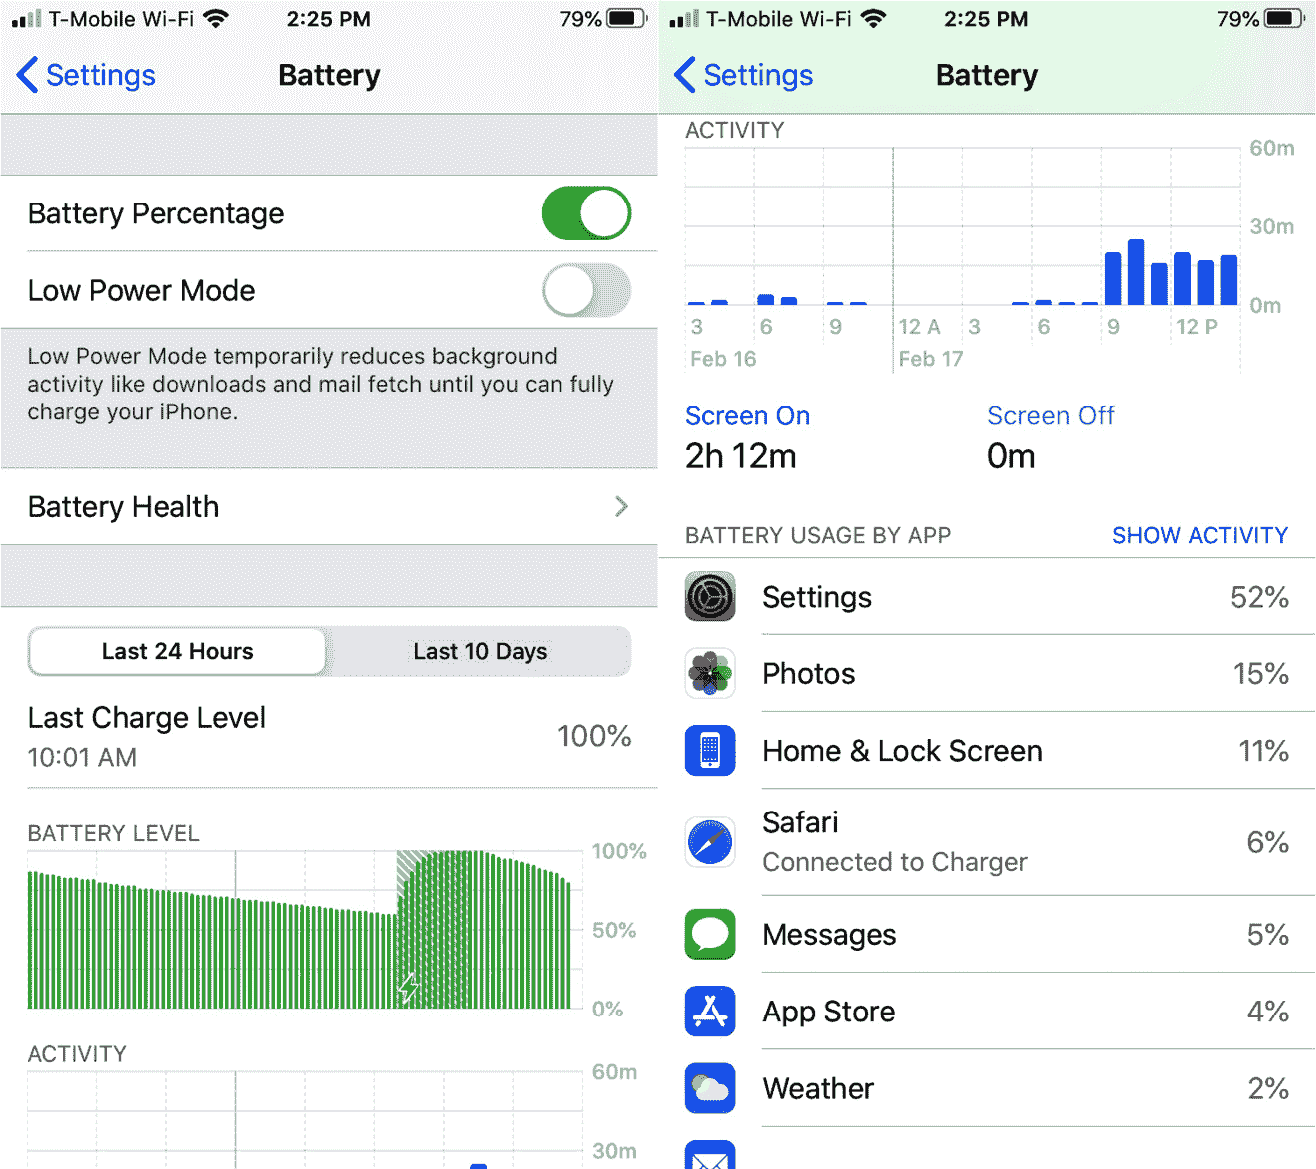 T-Mobile Wi-Fi 2:25 PM 79%
Settings Battery
Battery Percentage
Low Power Mode
Low Power Mode temporarily reduces background
activity like downloads and mail fetch until you can fully
charge your iPhone.
Battery Health
Last 24 Hours Last 10 Days
Last Charge Level 100%
10:01 AM
BATTERY LEVEL
100%
50%
0%
ACTIVITY
60m
30m
T-Mobile Wi-Fi 2:25 PM 79%
Settings Battery
ACTIVITY
60m
30m
0m
3 6 9 12 A 3 6 9 12 P
Feb 16 Feb 17
Screen On Screen Off
2h 12m 0m
BATTERY USAGE BY APP SHOW ACTIVITY
Settings 52%
Photos 15%
Home & Lock Screen 11%
Safari 6%
Connected to Charger
Messages 5%
App Store 4%
Weather 2%